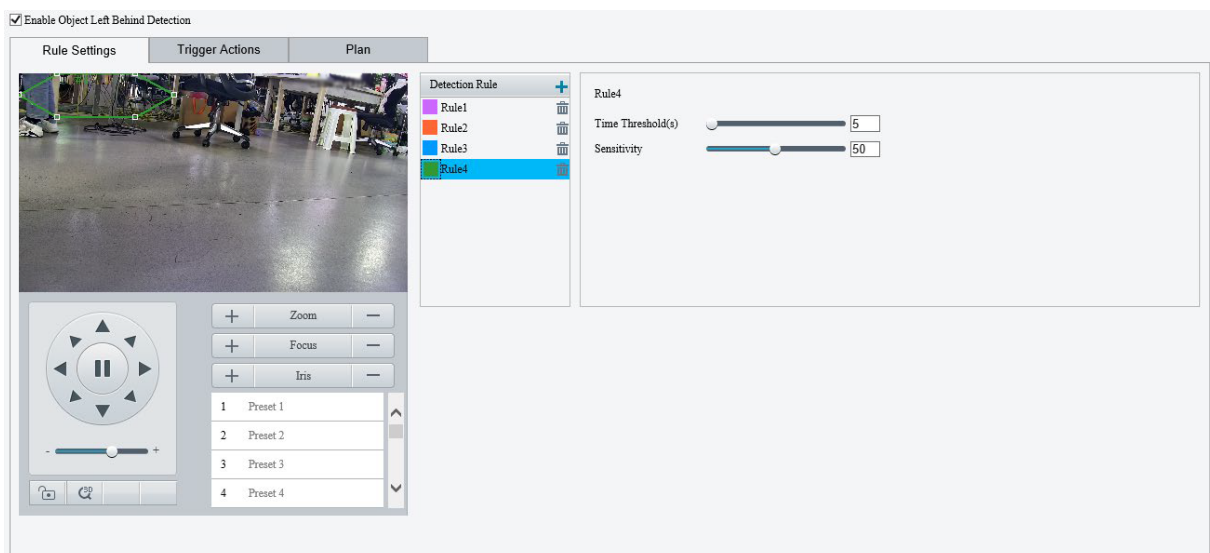 Enable Object Left Behind Detection
Rule Settings
Trigger Actions
Plan
Detection Rule
Rule1
Rule2
Rule3
Rule4
Rule4
Time Threshold(s) 5
Sensitivity 50
Zoom
Focus
Iris
1 Preset 1
2 Preset 2
3 Preset 3
4 Preset 4
- +
3D